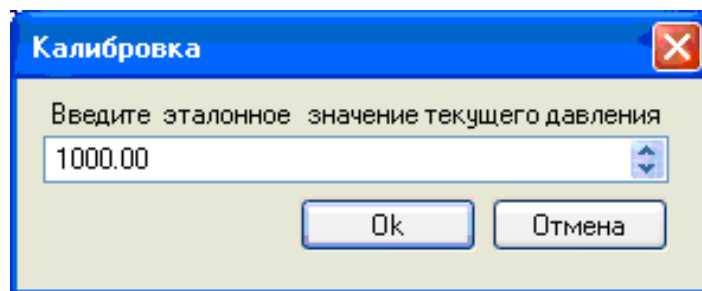 Калибровка
Введите эталонное значение текущего давления
1000.00
Ok
Отмена